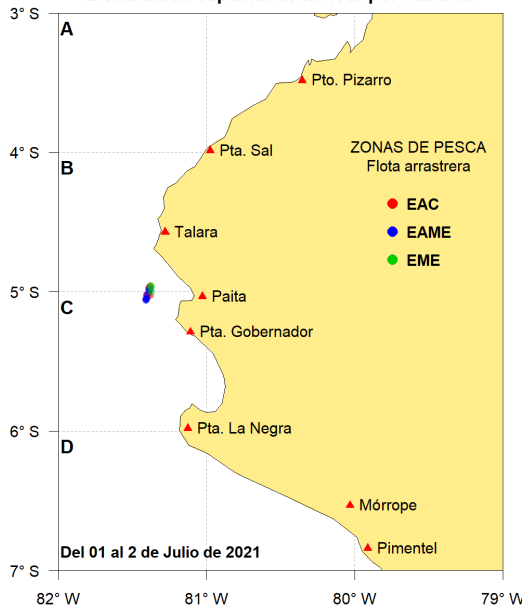 3° S
A
Pto. Pizarro
ZONAS DE PESCA
Flota arrastrera
4° S
Pta. Sal
B
EAC
Talara
EAME
EME
5° S
Paita
C
Pta. Gobernador
6° S
Pta. La Negra
D
Mórrope
Pimentel
Del 01 al 2 de Julio de 2021
7° S
82° W
81° W
80° W
79° W